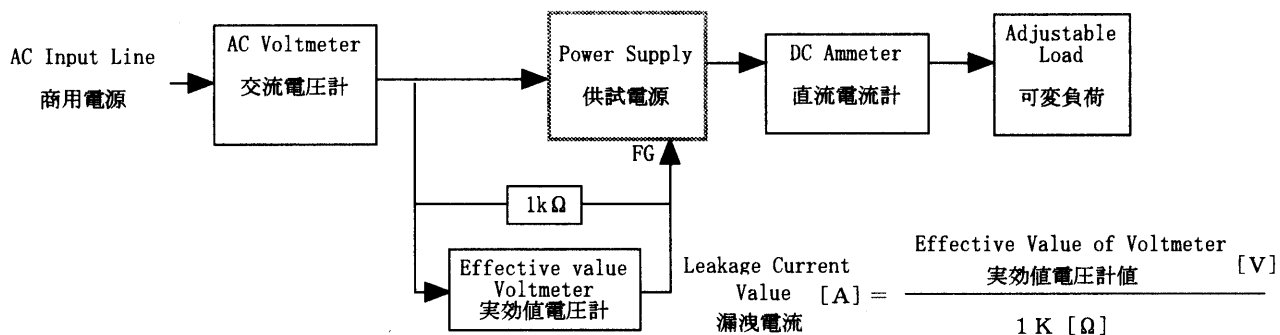 AC Input Line
商用電源
AC Voltmeter
交流電圧計
Power Supply
供試電源
DC Ammeter
直流電流計
Adjustable
Load
可変負荷
FG
1kΩ
Effective value
Voltmeter
実効値電圧計
Leakage Current
Value [A] =
漏洩電流
Effective Value of Voltmeter
実効値電圧計値 [V]
1K [Ω]